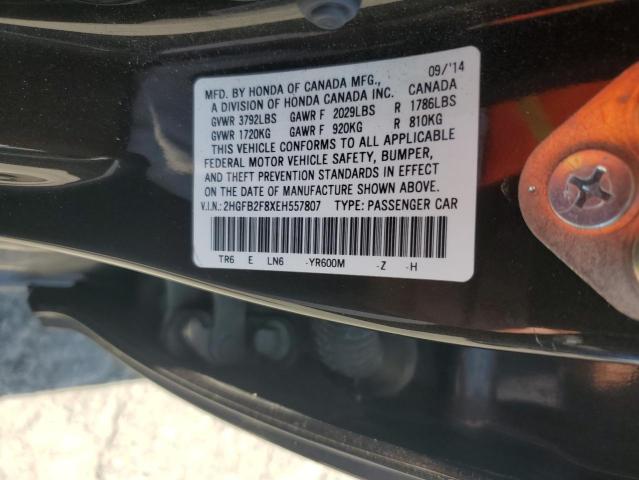 MFD. BY HONDA OF CANADA MFG., 09/'14
A DIVISION OF HONDA CANADA INC. CANADA
GVWR 3792LBS GAWR F 2029LBS R 1786LBS
GVWR 1720KG GAWR F 920KG R 810KG
THIS VEHICLE CONFORMS TO ALL APPLICABLE
FEDERAL MOTOR VEHICLE SAFETY, BUMPER,
AND THEFT PREVENTION STANDARDS IN EFFECT
ON THE DATE OF MANUFACTURE SHOWN ABOVE.
V.I.N.:2HGFB2F8XEH557807 TYPE: PASSENGER CAR
TR6 E LN6 -YR600M -Z -H